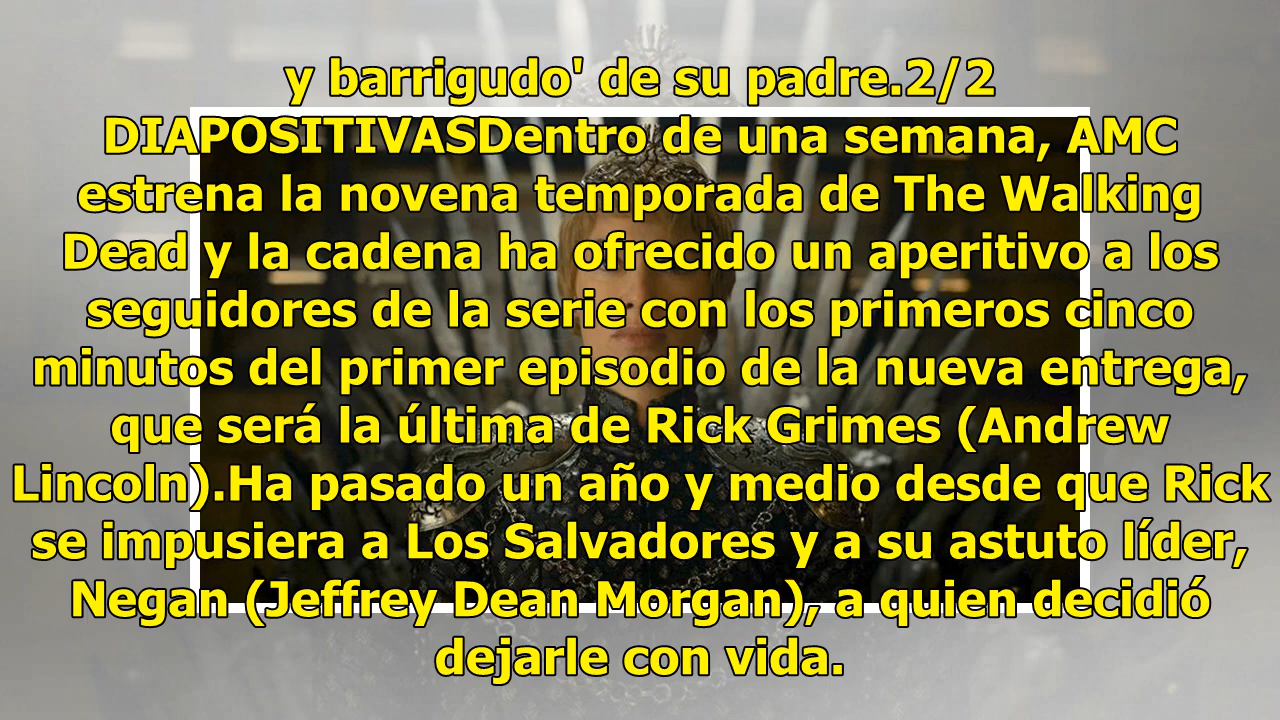 y barrigudo' de su padre.2/2
DIAPOSITIVASDentro de una semana, AMC
estrena la novena temporada de The Walking
Dead y la cadena ha ofrecido un aperitivo a los
seguidores de la serie con los primeros cinco
minutos del primer episodio de la nueva entrega,
que será la última de Rick Grimes (Andrew
Lincoln).Ha pasado un año y medio desde que Rick
se impusiera a Los Salvadores y a su astuto líder,
Negan (Jeffrey Dean Morgan), a quien decidió
dejarle con vida.